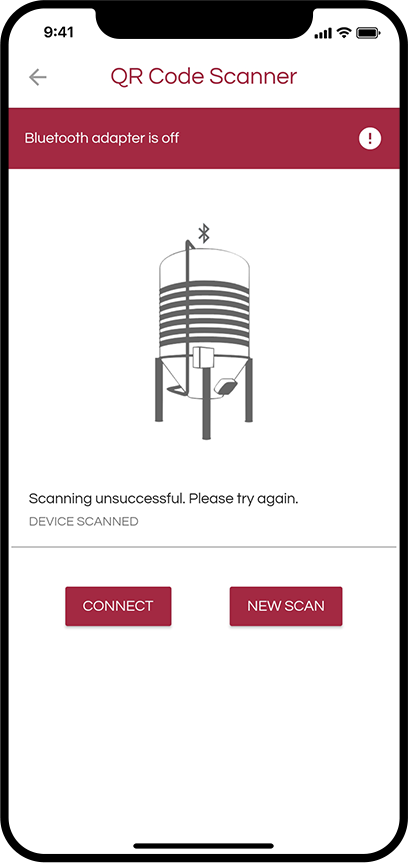 9:41
QR Code Scanner
Bluetooth adapter is off
Scanning unsuccessful. Please try again.
DEVICE SCANNED
CONNECT
NEW SCAN